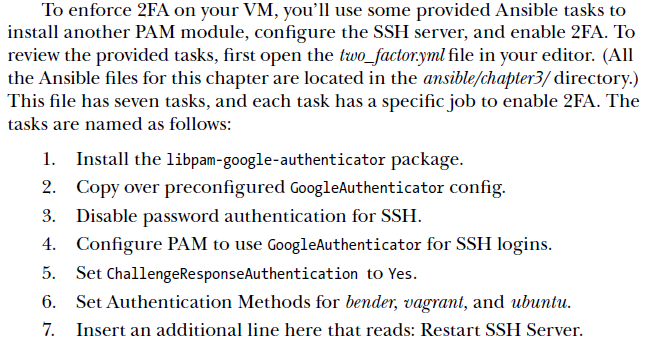 To enforce 2FA on your VM, you'll use some provided Ansible tasks to
install another PAM module, configure the SSH server, and enable 2FA. To
review the provided tasks, first open the two_factor.yml file in your editor. (All
the Ansible files for this chapter are located in the ansible/chapter3/ directory.)
This file has seven tasks, and each task has a specific job to enable 2FA. The
tasks are named as follows:
1. Install the libpam-google-authenticator package.
2. Copy over preconfigured GoogleAuthenticator config.
3. Disable password authentication for SSH.
4. Configure PAM to use GoogleAuthenticator for SSH logins.
5. Set ChallengeResponseAuthentication to Yes.
6. Set Authentication Methods for bender, vagrant, and ubuntu.
7. Insert an additional line here that reads: Restart SSH Server.